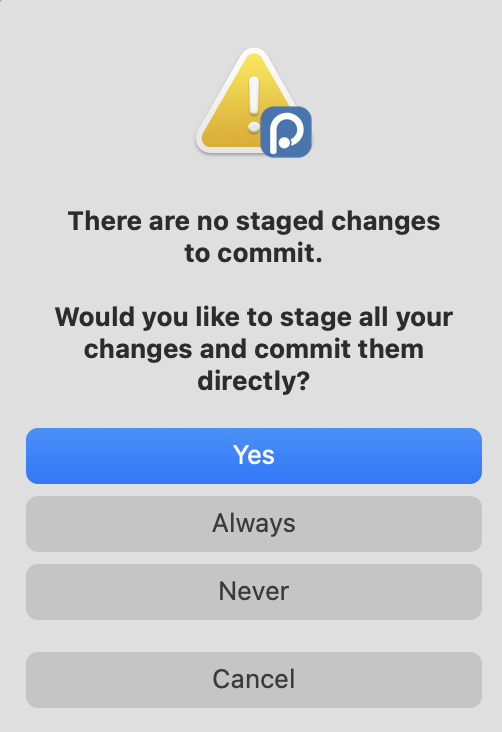 There are no staged changes
to commit.
Would you like to stage all your
changes and commit them
directly?
Yes
Always
Never
Cancel